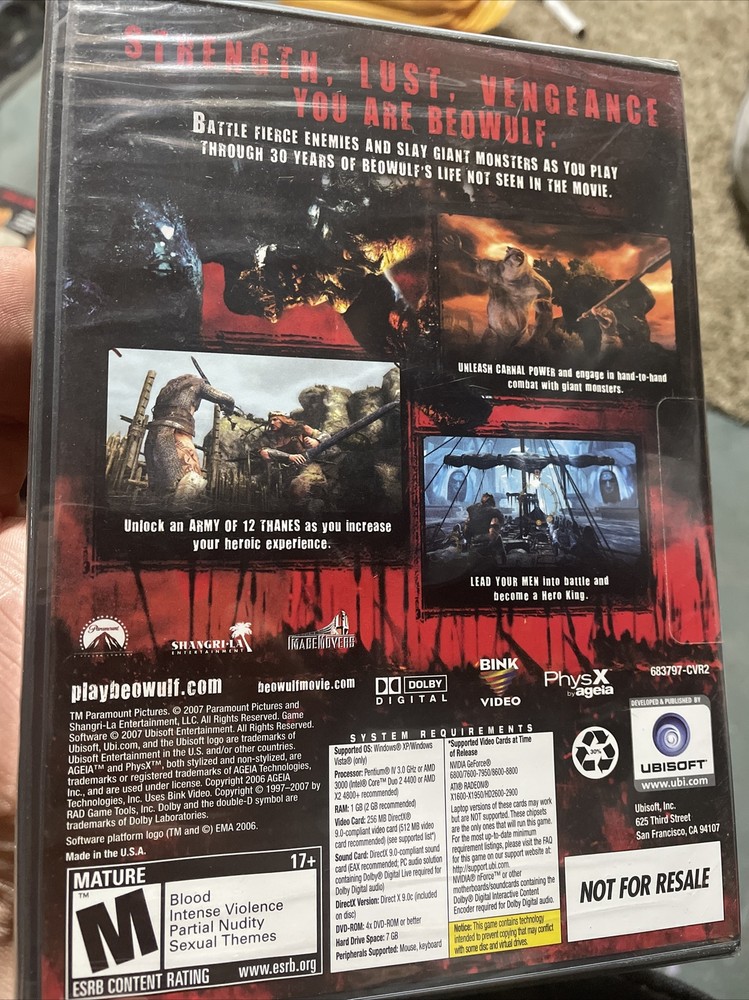 STRENGTH, LUST, VENGEANCE
YOU ARE BEOWULF.
BATTLE FIERCE ENEMIES AND SLAY GIANT MONSTERS AS YOU PLAY
THROUGH 30 YEARS OF BEOWULF'S LIFE NOT SEEN IN THE MOVIE.
UNLEASH CARNAL POWER and engage in hand-to-hand
combat with giant monsters.
Unlock an ARMY OF 12 THANES as you increase
your heroic experience.
LEAD YOUR MEN into battle and
become a Hero King.
Paramount
SHANGRI-LA
ENTERTAINMENT
IMAGEMOVERS
playbeowulf.com
beowulfmovie.com
DOLBY
DIGITAL
BINK
VIDEO
PhysX
by ageia
683797-CVR2
TM Paramount Pictures. © 2007 Paramount Pictures and
Shangri-La Entertainment, LLC. All Rights Reserved. Game
Software © 2007 Ubisoft Entertainment. All Rights Reserved.
Ubisoft, Ubi.com, and the Ubisoft logo are trademarks of
Ubisoft Entertainment in the U.S. and/or other countries.
AGEIA™ and PhysX™, both stylized and non-stylized, are
trademarks or registered trademarks of AGEIA Technologies,
Inc., and are used under license. Copyright 2006 AGEIA
Technologies, Inc. Uses Bink Video. Copyright © 1997–2007 by
RAD Game Tools, Inc. Dolby and the double-D symbol are
trademarks of Dolby Laboratories.
Software platform logo (TM and ©) EMA 2006.
Made in the U.S.A.
SYSTEM REQUIREMENTS
Supported OS: Windows® XP/Windows
Vista® (only)
Processor: Pentium® IV 3.0 GHz or AMD
3000 (Intel® Core™ Duo 2 4400 or AMD
X2 4800+ recommended)
RAM: 1 GB (2 GB recommended)
Video Card: 256 MB DirectX®
9.0-compliant video card (512 MB video
card recommended) (see supported list*)
Sound Card: DirectX 9.0-compliant sound
card (EAX recommended; PC audio solution
containing Dolby® Digital Live required for
Dolby Digital audio)
DirectX Version: Direct X 9.0c (included
on disc)
DVD-ROM: 4x DVD-ROM or better
Hard Drive Space: 7 GB
Peripherals Supported: Mouse, keyboard
*Supported Video Cards at Time
of Release
NVIDIA GeForce®
6800/7600-7950/8600-8800
ATI® RADEON®
X1600-X1950/HD2600-2900
Laptop versions of these cards may work
but are NOT supported. These chipsets
are the only ones that will run this game.
For the most up-to-date minimum
requirement listings, please visit the FAQ
for this game on our support website at:
http://support.ubi.com.
NVIDIA® nForce™ or other
motherboards/soundcards containing the
Dolby® Digital Interactive Content
Encoder required for Dolby Digital audio.
Notice: This game contains technology
intended to prevent copying that may conflict
with some disc and virtual drives.
30%
DEVELOPED & PUBLISHED BY
UBISOFT
www.ubi.com
Ubisoft, Inc.
625 Third Street
San Francisco, CA 94107
NOT FOR RESALE
MATURE 17+
M
Blood
Intense Violence
Partial Nudity
Sexual Themes
ESRB CONTENT RATING www.esrb.org